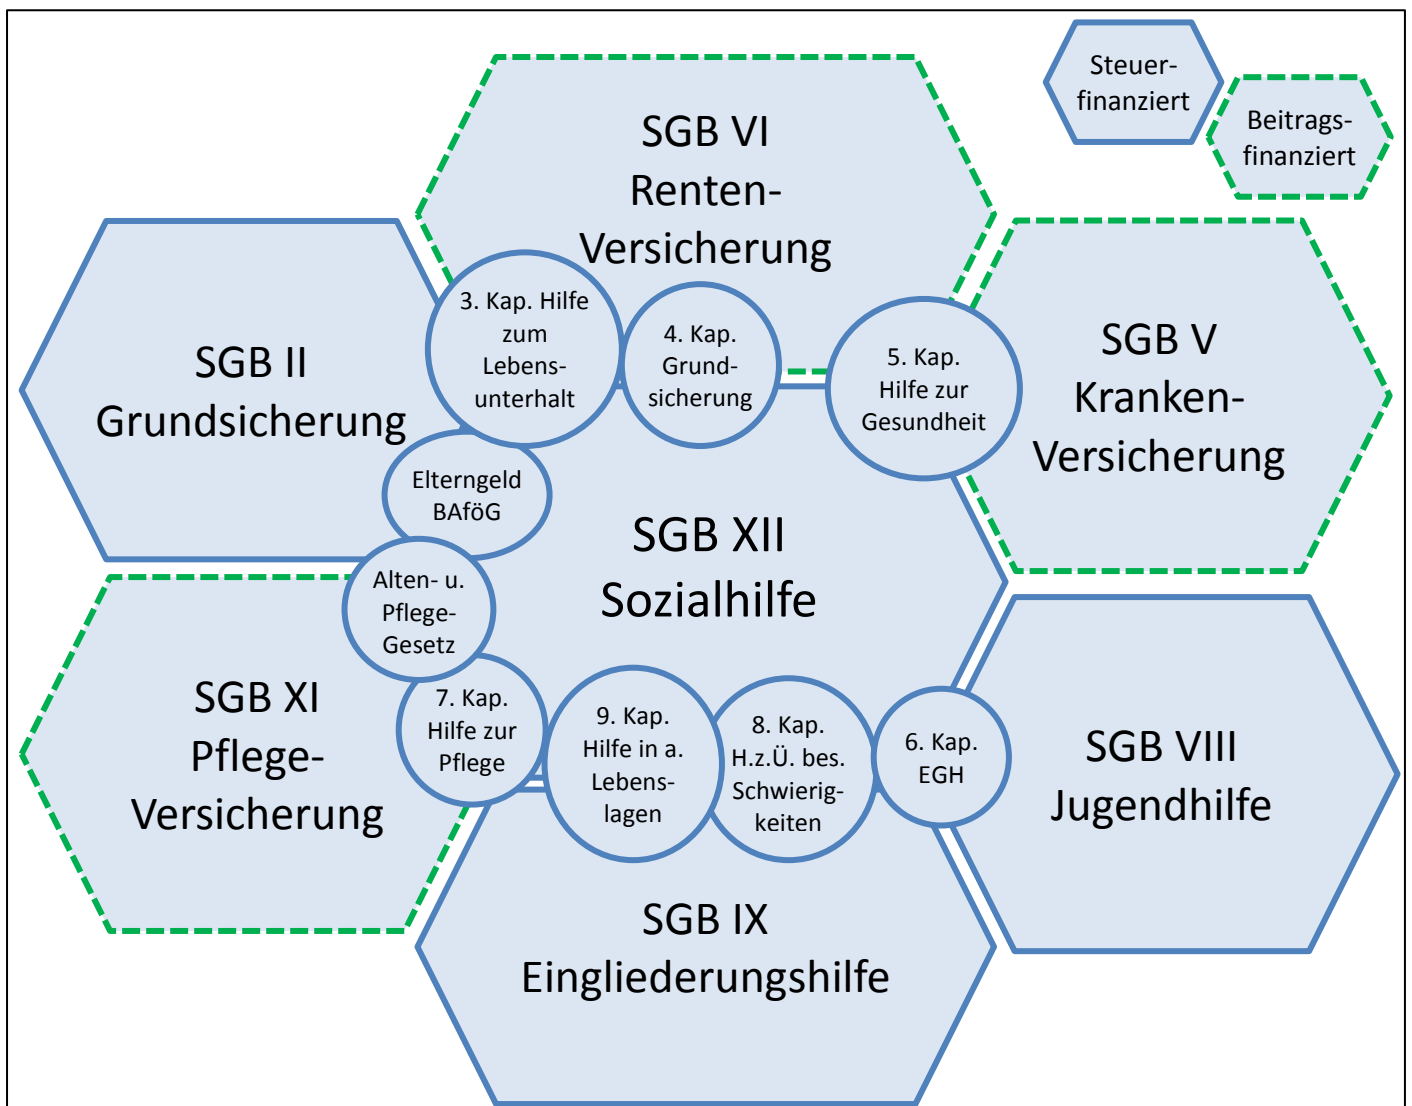 Steuer-
finanziert
Beitrags-
finanziert
SGB VI
Renten-
Versicherung
SGB II
Grundsicherung
3. Kap. Hilfe
zum
Lebens-
unterhalt
4. Kap.
Grund-
sicherung
5. Kap.
Hilfe zur
Gesundheit
SGB V
Kranken-
Versicherung
Elterngeld
BAföG
SGB XII
Sozialhilfe
Alten- u.
Pflege-
Gesetz
SGB XI
Pflege-
Versicherung
7. Kap.
Hilfe zur
Pflege
9. Kap.
Hilfe in a.
Lebens-
lagen
8. Kap.
H.z.Ü. bes.
Schwierig-
keiten
6. Kap.
EGH
SGB VIII
Jugendhilfe
SGB IX
Eingliederungshilfe